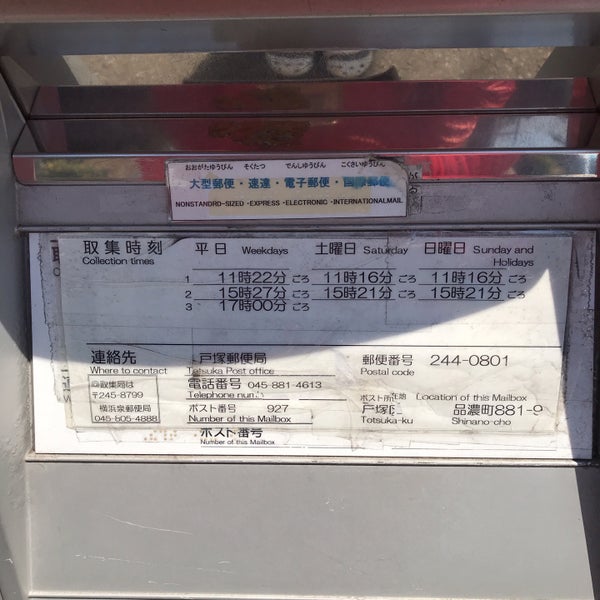 おおがたゆうびん そくたつ でんしゆうびん こくさいゆうびん
大型郵便・速達・電子郵便・国際郵便
NONSTANDRD-SIZED ・EXPRESS ・ELECTRONIC ・INTERNATIONALMAIL
取集時刻 平日 Weekdays 土曜日 Saturday 日曜日 Sunday and
Collection times Holidays
1 11時22分ごろ 11時16分ごろ 11時16分ごろ
2 15時27分ごろ 15時21分ごろ 15時21分ごろ
3 17時00分ごろ
連絡先 戸塚郵便局 郵便番号 244-0801
Where to contact Totsuka Post office Postal code
取集局は 電話番号 045-881-4613
〒245-8799 Telephone num
横浜泉郵便局 ポスト番号 927 ポスト所在地 Location of this Mailbox
045-805-4888 Number of this Mailbox 戸塚区 品濃町881-9
Totsuka-ku Shinano-cho
ポスト番号
Number of this Mailbox